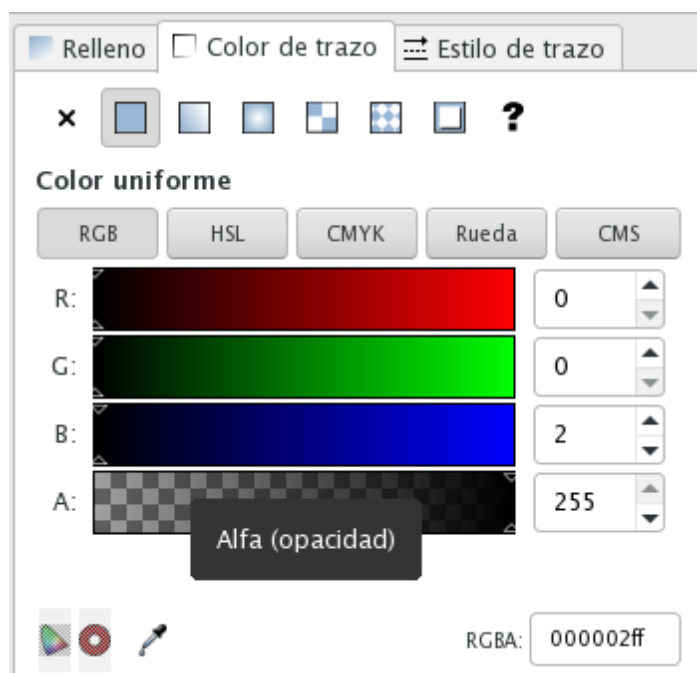 Relleno Color de trazo Estilo de trazo
?
Color uniforme
RGB HSL CMYK Rueda CMS
R: 0
G: 0
B: 2
A: 255
Alfa (opacidad)
RGBA: 000002ff